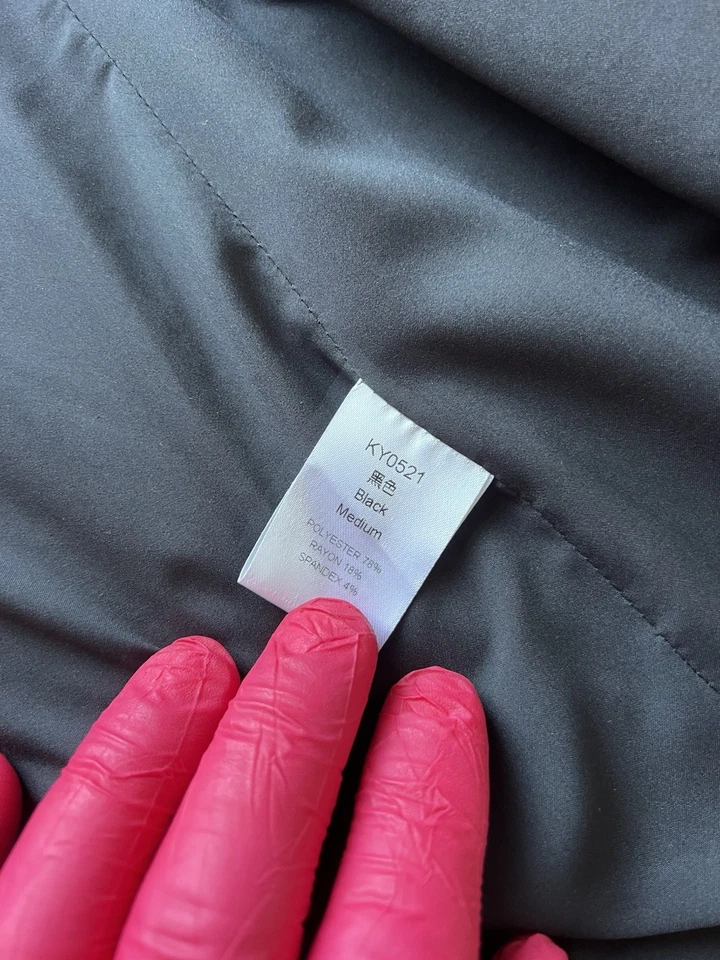 KY0521
黑色
Black
Medium
POLYESTER 78%
RAYON 18%
SPANDEX 4%